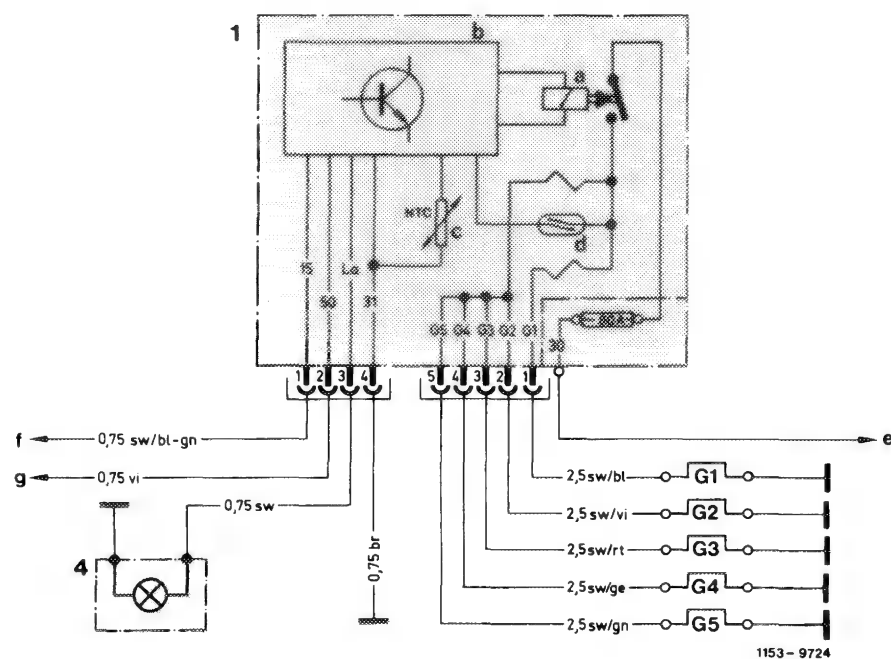 1
b
a
NTC
c
d
15
50
La
31
G5
G4
G3
G2
G1
30
80A
1
2
3
4
5
4
3
2
1
f
0,75 sw/bl-gn
e
g
0,75 vi
0,75 sw
0,75 br
4
2,5 sw/bl
G1
2,5 sw/vi
G2
2,5 sw/rt
G3
2,5 sw/ge
G4
2,5 sw/gn
G5
1153-9724